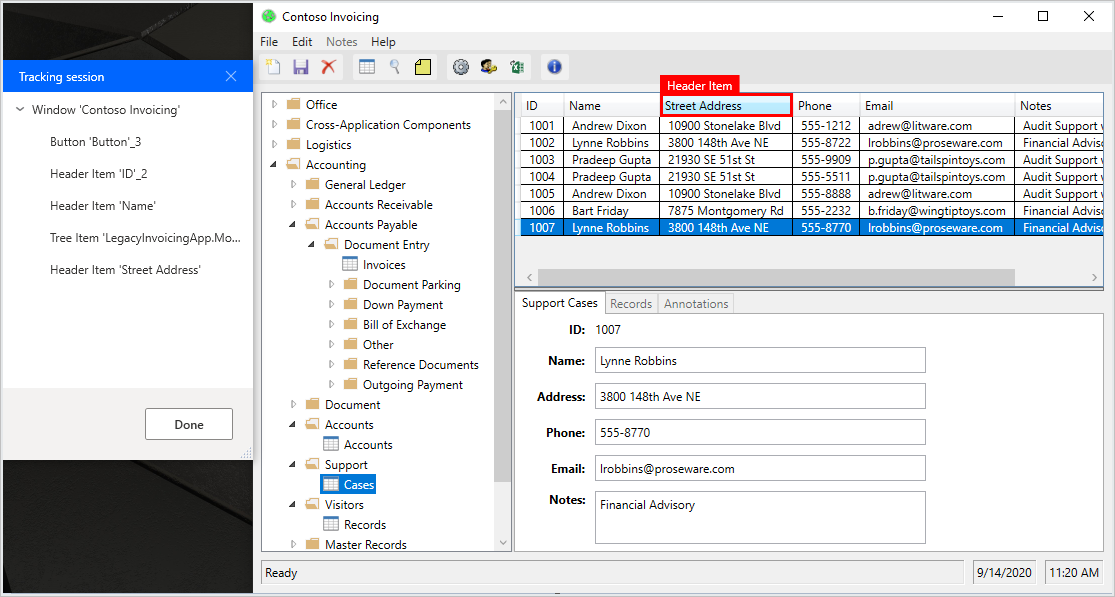 Tracking session
Window 'Contoso Invoicing'
Button 'Button'_3
Header Item 'ID'_2
Header Item 'Name'
Tree Item 'LegacyInvoicingApp.Mo...
Header Item 'Street Address'
Done
Contoso Invoicing
File Edit Notes Help
Office
Cross-Application Components
Logistics
Accounting
General Ledger
Accounts Receivable
Accounts Payable
Document Entry
Invoices
Document Parking
Down Payment
Bill of Exchange
Other
Reference Documents
Outgoing Payment
Document
Accounts
Accounts
Support
Cases
Visitors
Records
Master Records
Header Item
ID Name Street Address Phone Email Notes
1001 Andrew Dixon 10900 Stonelake Blvd 555-1212 adrew@litware.com Audit Support w
1002 Lynne Robbins 3800 148th Ave NE 555-8722 lrobbins@proseware.com Financial Adviso
1003 Pradeep Gupta 21930 SE 51st St 555-9909 p.gupta@tailspintoys.com Audit Support w
1004 Pradeep Gupta 21930 SE 51st St 555-5511 p.gupta@tailspintoys.com Audit Support w
1005 Andrew Dixon 10900 Stonelake Blvd 555-8888 adrew@litware.com Audit Support w
1006 Bart Friday 7875 Montgomery Rd 555-2232 b.friday@wingtiptoys.com Financial Adviso
1007 Lynne Robbins 3800 148th Ave NE 555-8770 lrobbins@proseware.com Financial Adviso
Support Cases Records Annotations
ID: 1007
Name: Lynne Robbins
Address: 3800 148th Ave NE
Phone: 555-8770
Email: lrobbins@proseware.com
Notes: Financial Advisory
Ready 9/14/2020 11:20 AM